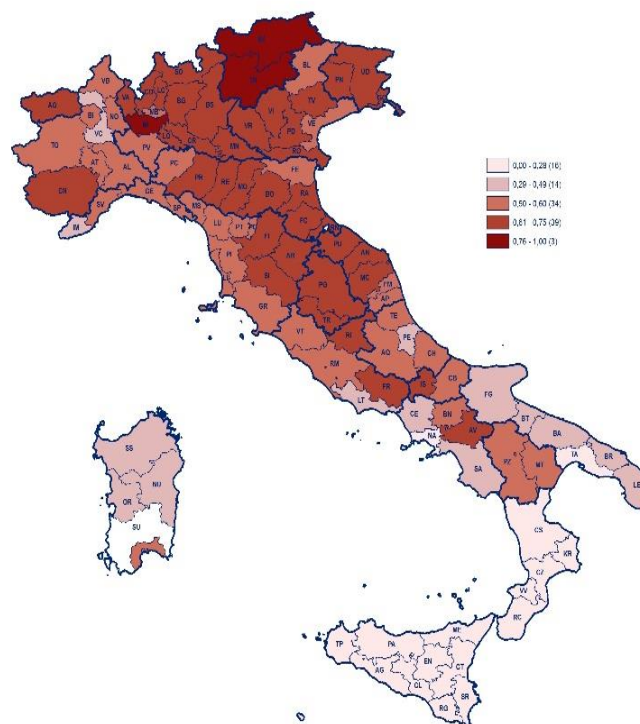 0,00 - 0,28 (16)
0,29 - 0,49 (14)
0,50 - 0,60 (34)
0,61 - 0,75 (39)
0,76 - 1,00 (3)
VB
SO
BL
PN
UD
AO
BI
NO
VA
CO
LC
BG
BS
VI
TV
VR
VE
VC
PD
TO
PV
MN
AT
AL
PC
CN
GE
PR
RE
MO
BO
FE
RA
SV
SP
MS
IM
LU
PT
FC
FI
PU
PI
AR
AN
SI
MC
PG
FM
AP
GR
TR
TE
VT
RI
PE
AQ
CH
RM
FR
IS
CB
LT
FG
CE
BN
BT
NA
AV
BA
SA
PZ
MT
TA
BR
LE
SS
NU
OR
SU
CS
KR
CZ
VV
RC
ME
TP
PA
AG
EN
CT
CL
SR
RG